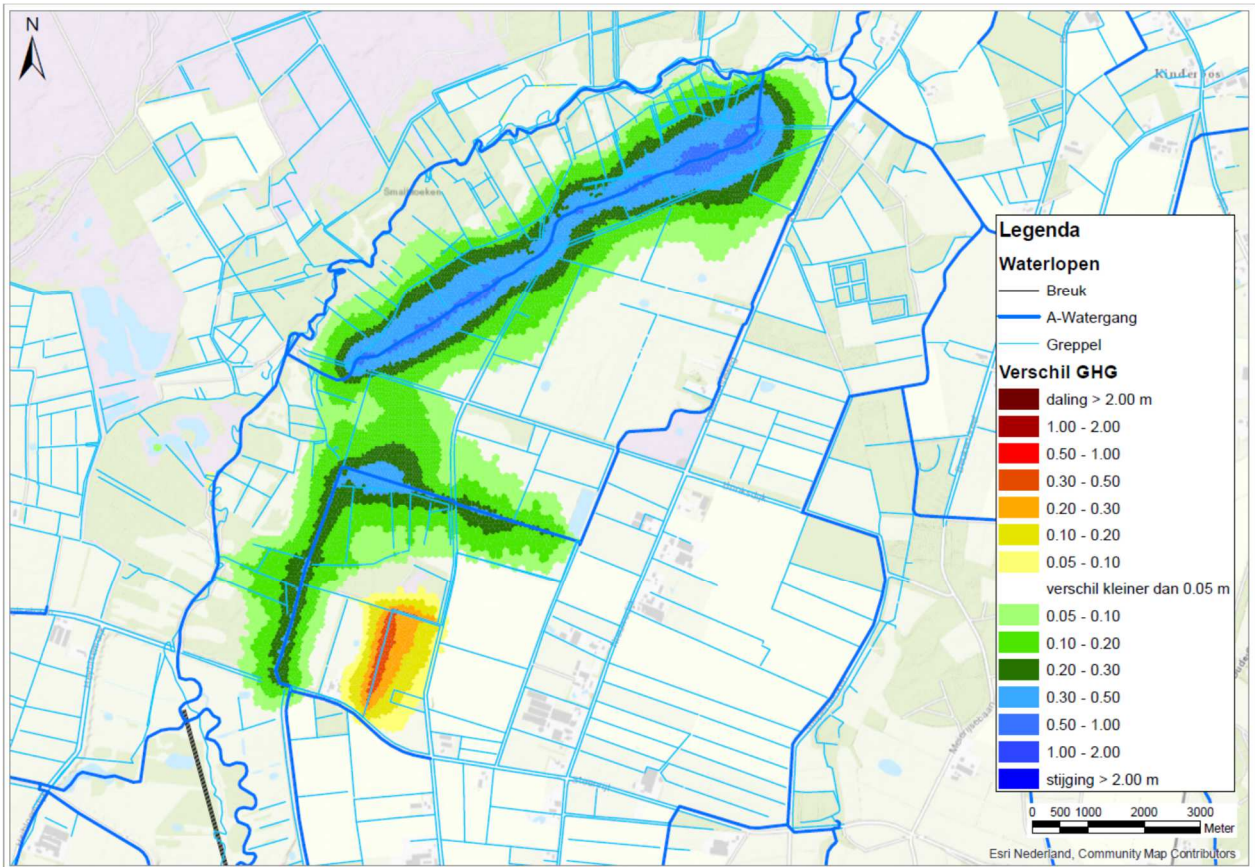 N
Kinderbos
Smalbroeken
Legenda
Waterlopen
Breuk
A-Watergang
Greppel
Verschil GHG
daling > 2.00 m
1.00 - 2.00
0.50 - 1.00
0.30 - 0.50
0.20 - 0.30
0.10 - 0.20
0.05 - 0.10
verschil kleiner dan 0.05 m
0.05 - 0.10
0.10 - 0.20
0.20 - 0.30
0.30 - 0.50
0.50 - 1.00
1.00 - 2.00
stijging > 2.00 m
0 500 1000 2000 3000
Meter
Esri Nederland, Community Map Contributors